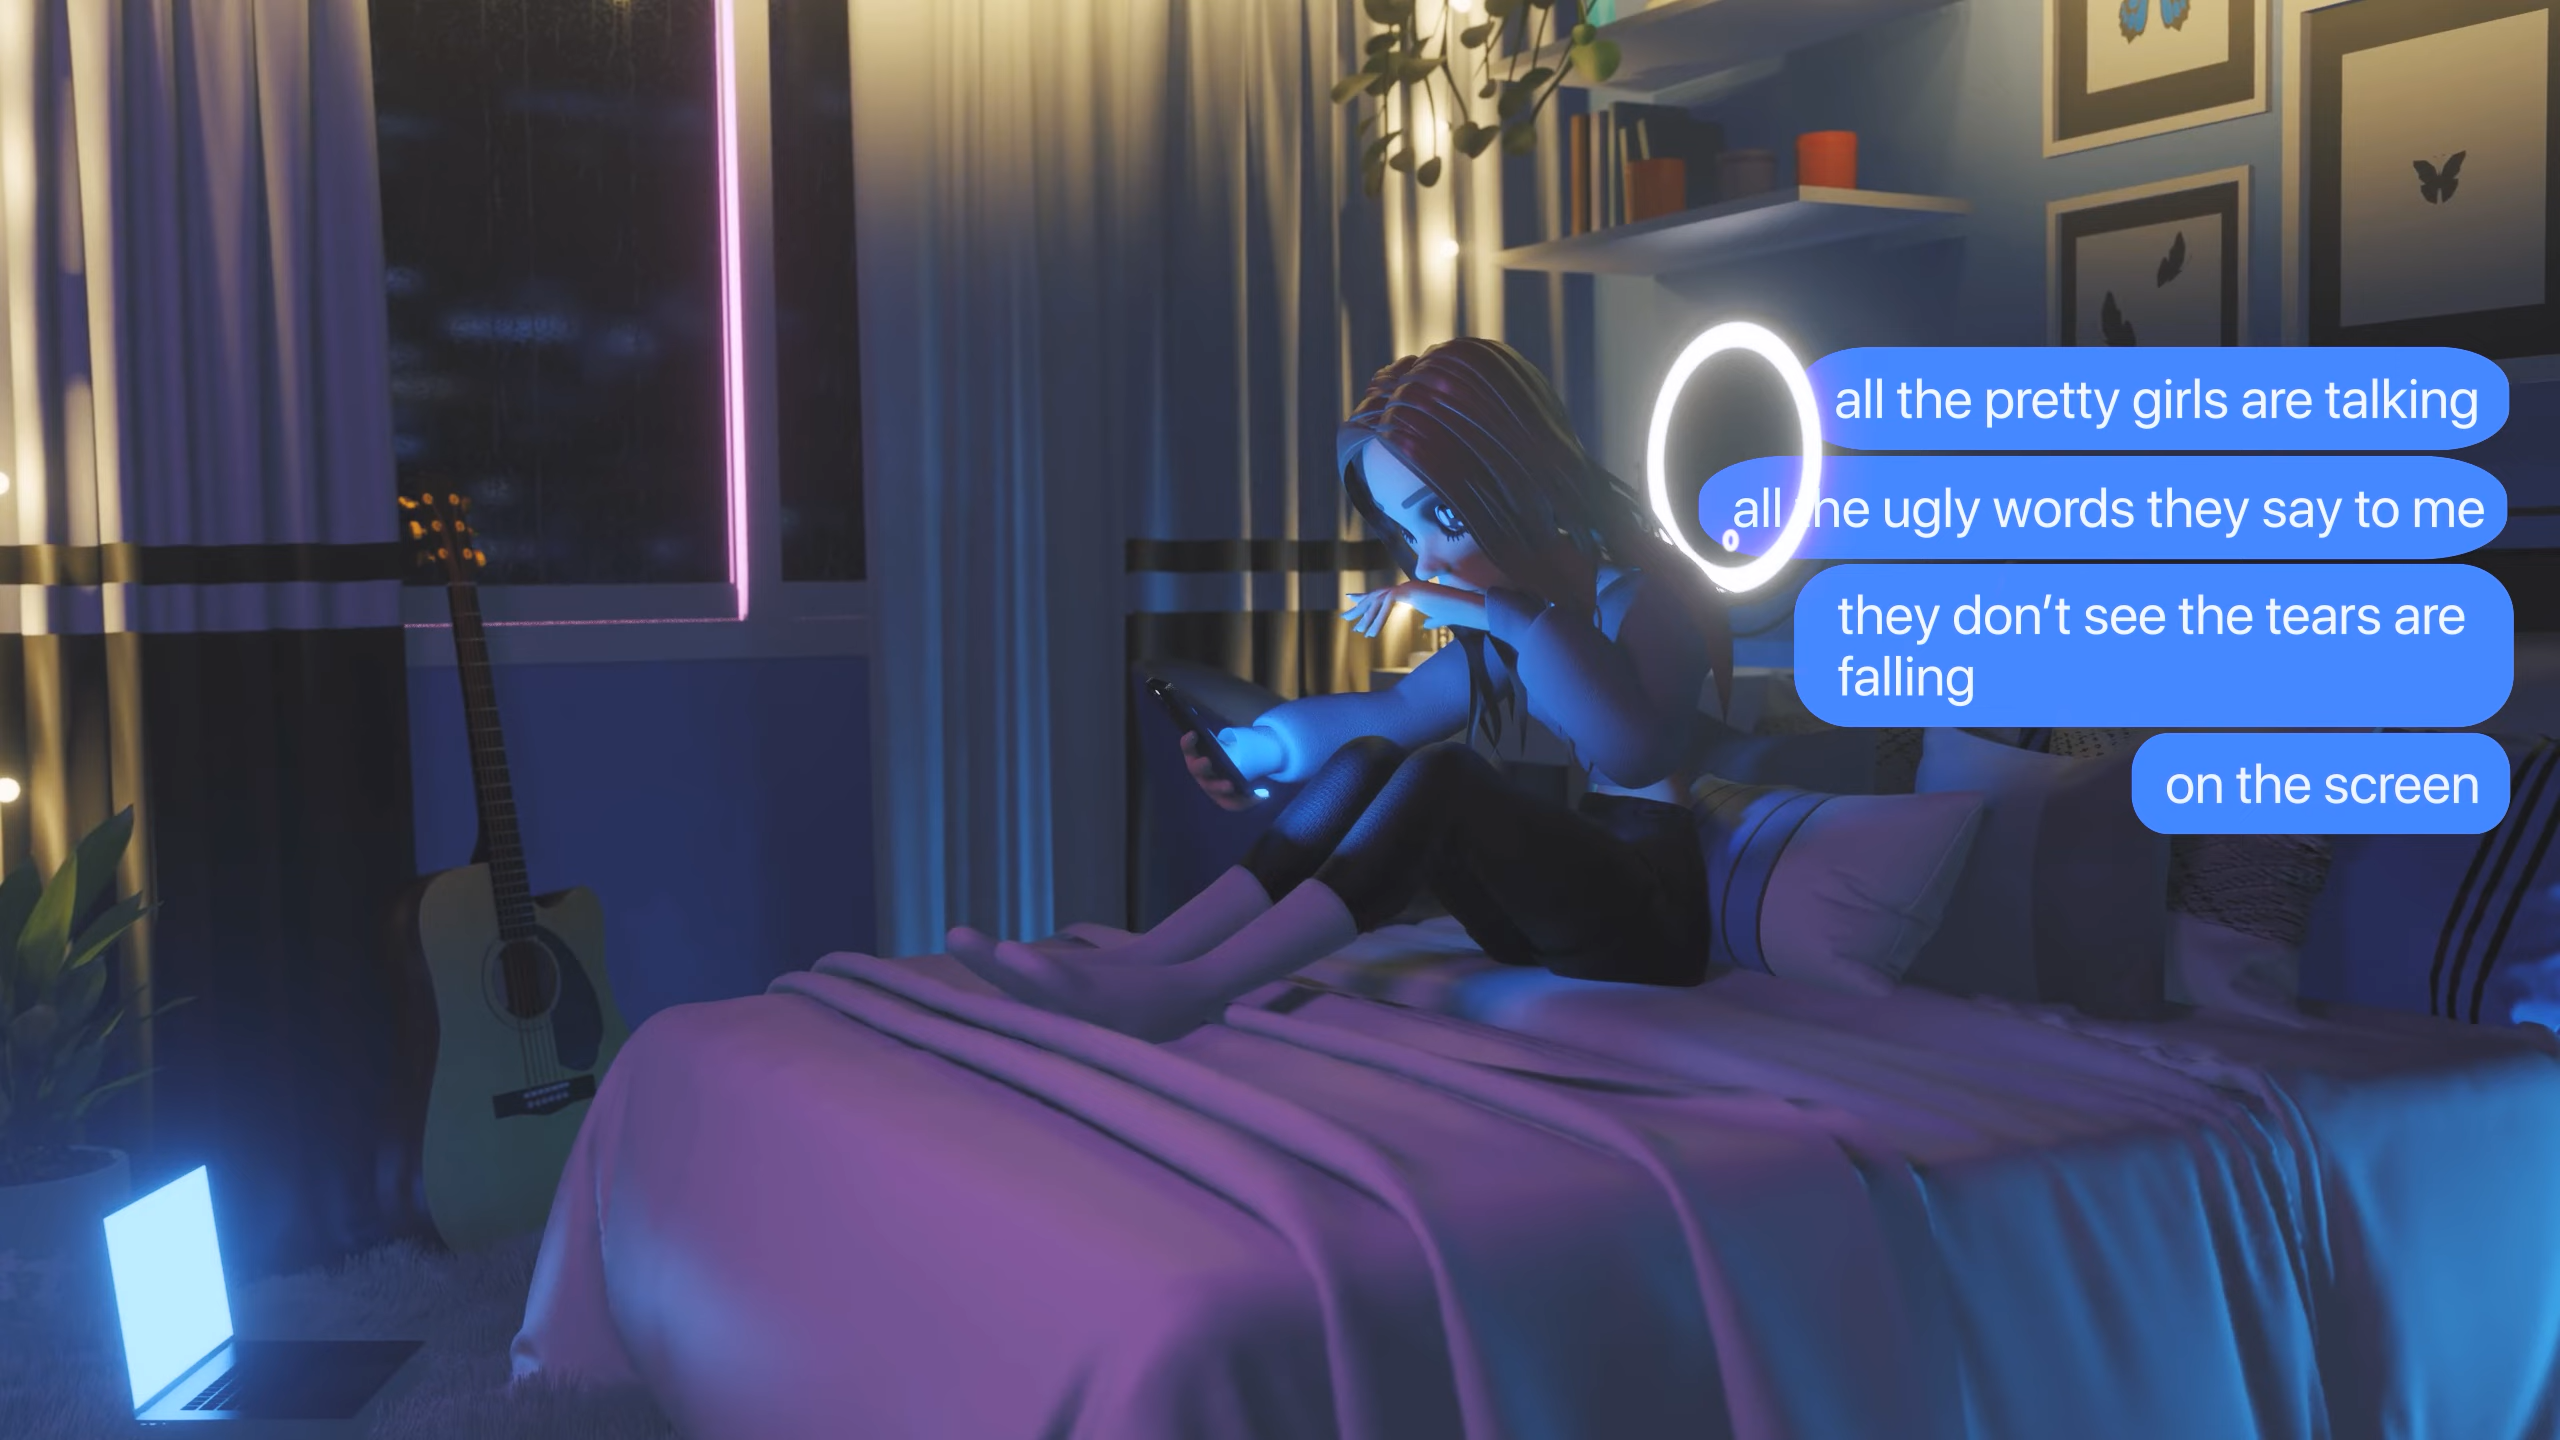 all the pretty girls are talking
all the ugly words they say to me
they don’t see the tears are
falling
on the screen